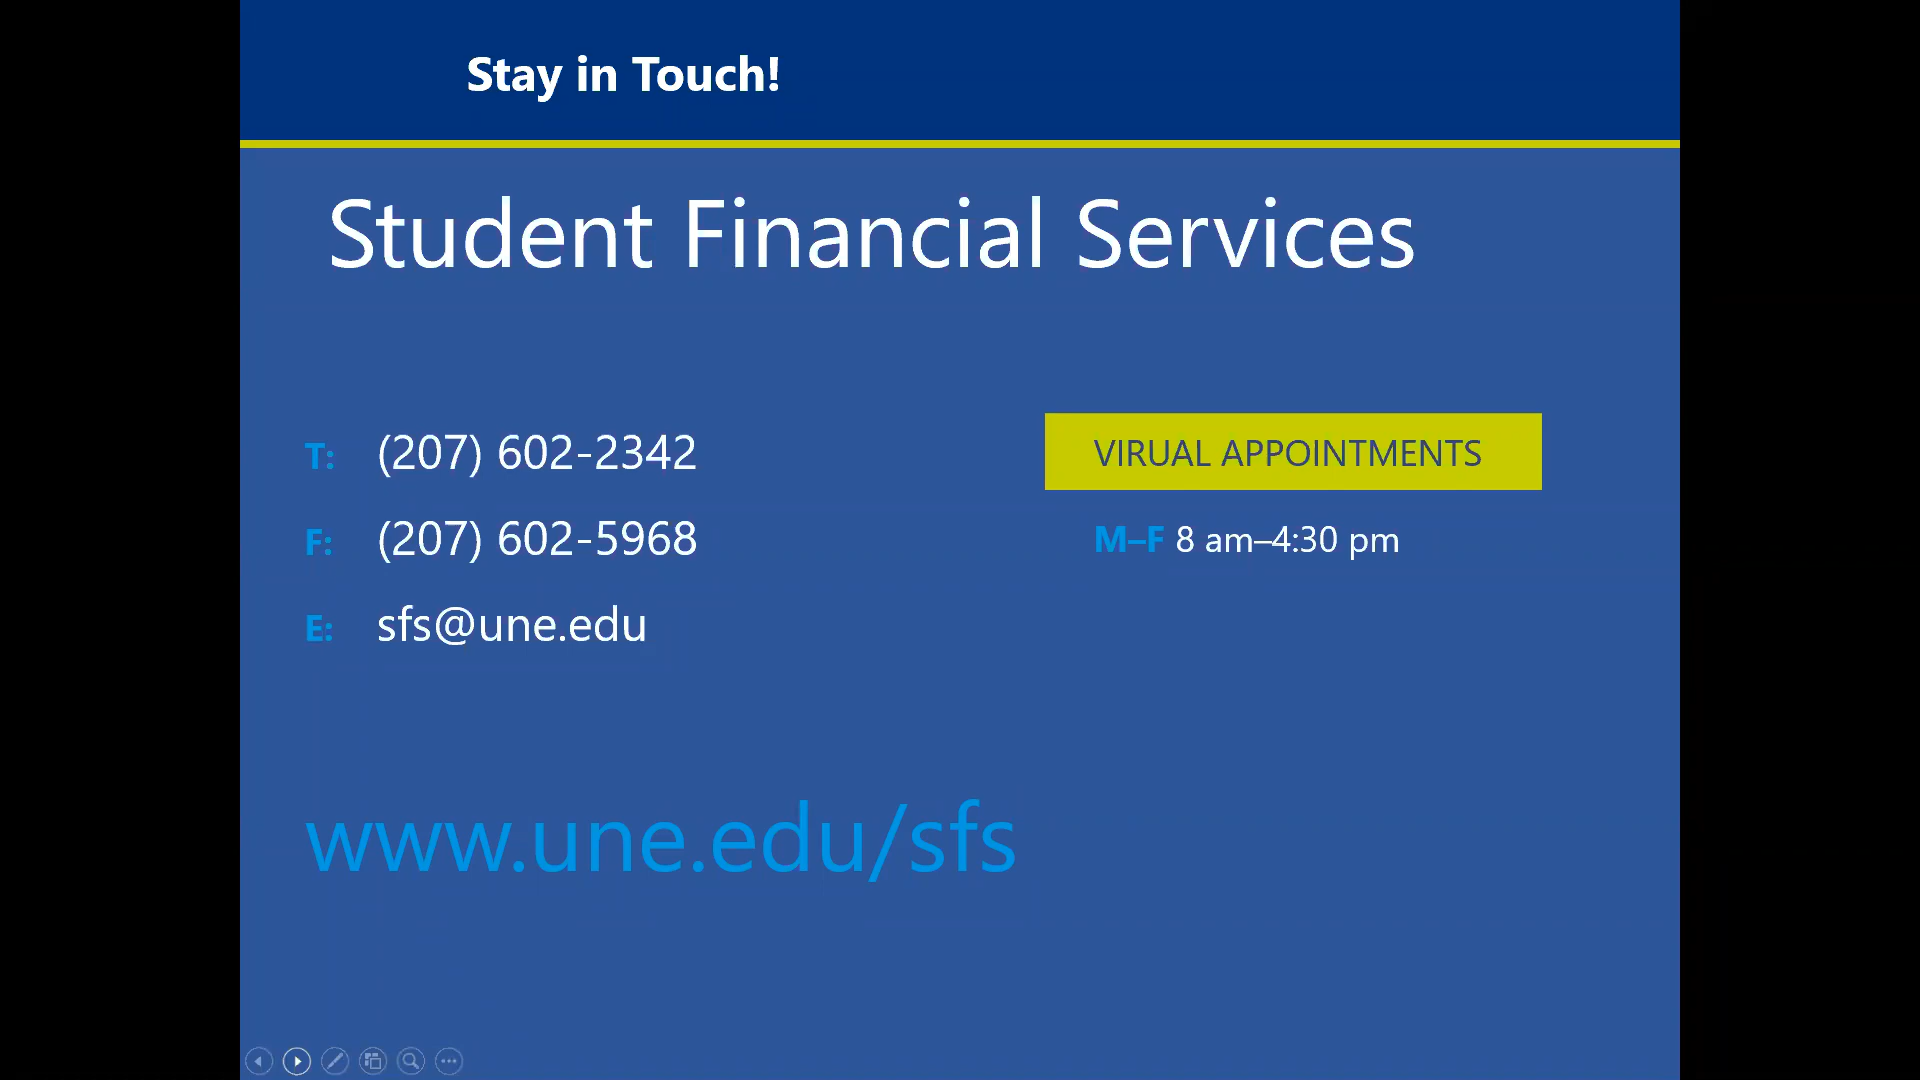 Stay in Touch!
Student Financial Services
T: (207) 602-2342
F: (207) 602-5968
E: sfs@une.edu
VIRUAL APPOINTMENTS
M–F 8 am–4:30 pm
www.une.edu/sfs